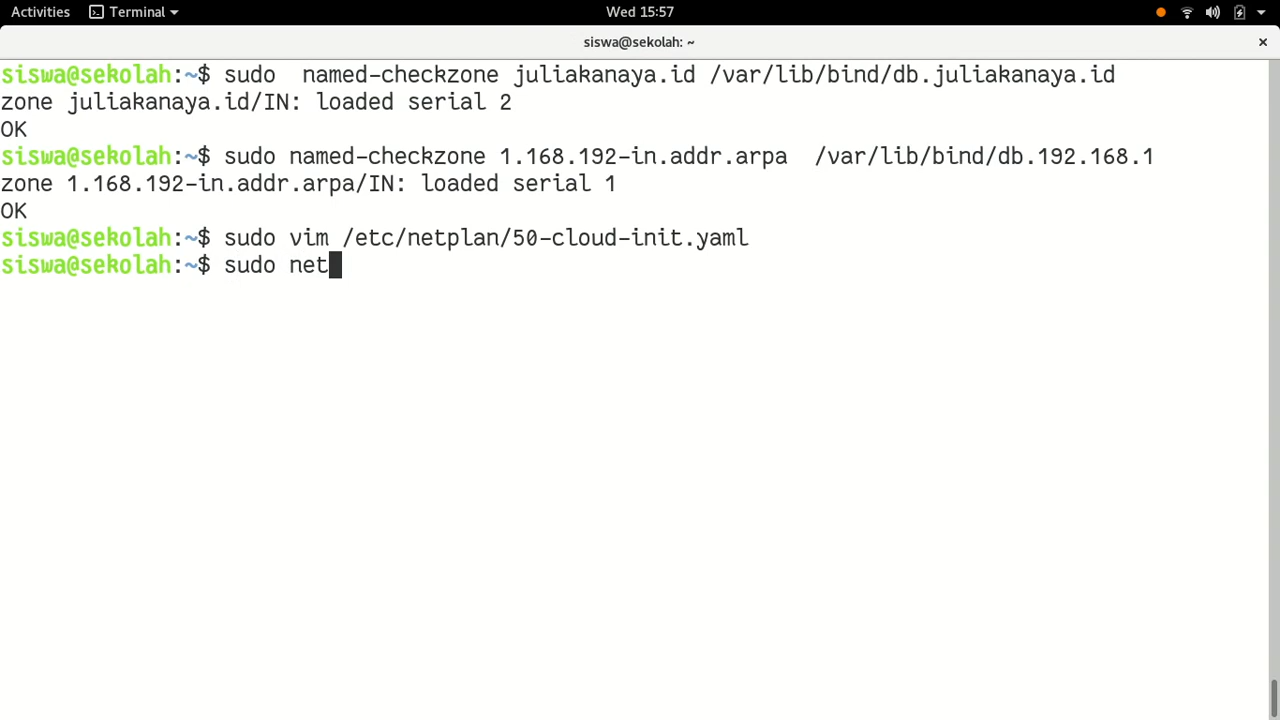 Activities Terminal Wed 15:57
siswa@sekolah: ~ ×
siswa@sekolah:~$ sudo  named-checkzone juliakanaya.id /var/lib/bind/db.juliakanaya.id
zone juliakanaya.id/IN: loaded serial 2
OK
siswa@sekolah:~$ sudo named-checkzone 1.168.192-in.addr.arpa  /var/lib/bind/db.192.168.1
zone 1.168.192-in.addr.arpa/IN: loaded serial 1
OK
siswa@sekolah:~$ sudo vim /etc/netplan/50-cloud-init.yaml
siswa@sekolah:~$ sudo net